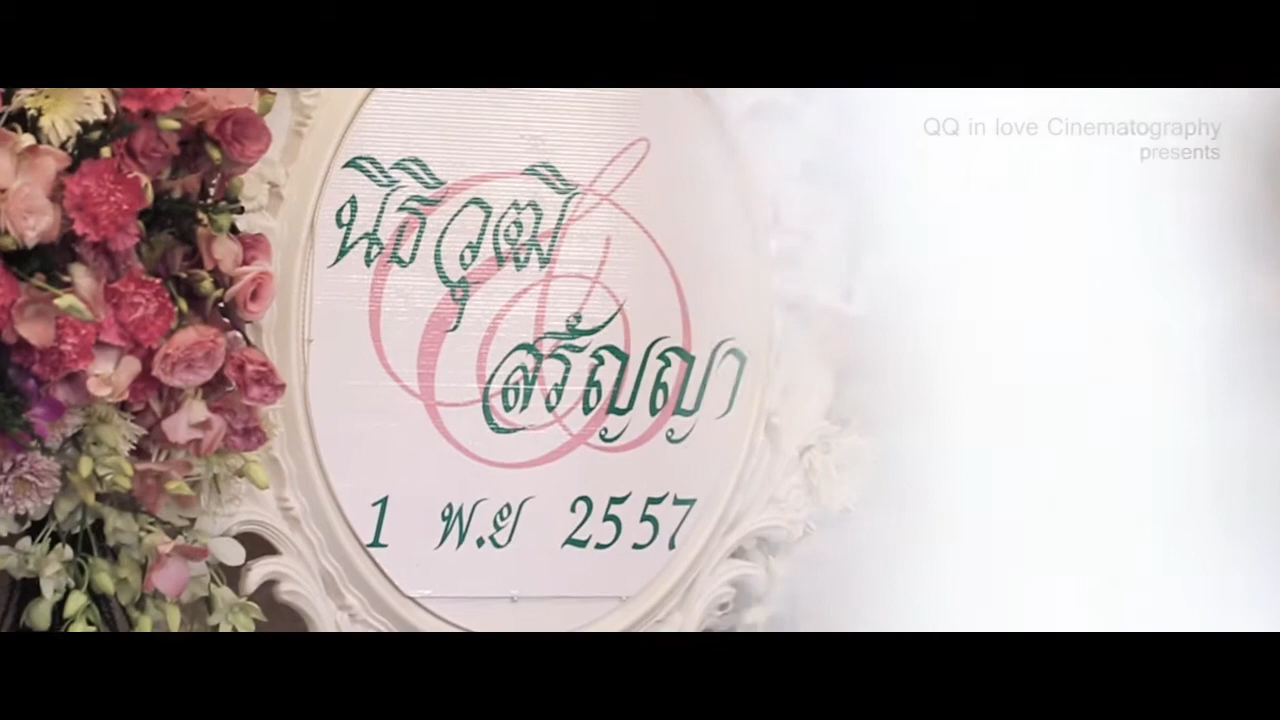 QQ in love Cinematography
presents
นิธิวุฒิ
&
สรัญญา
1 พ.ย 2557